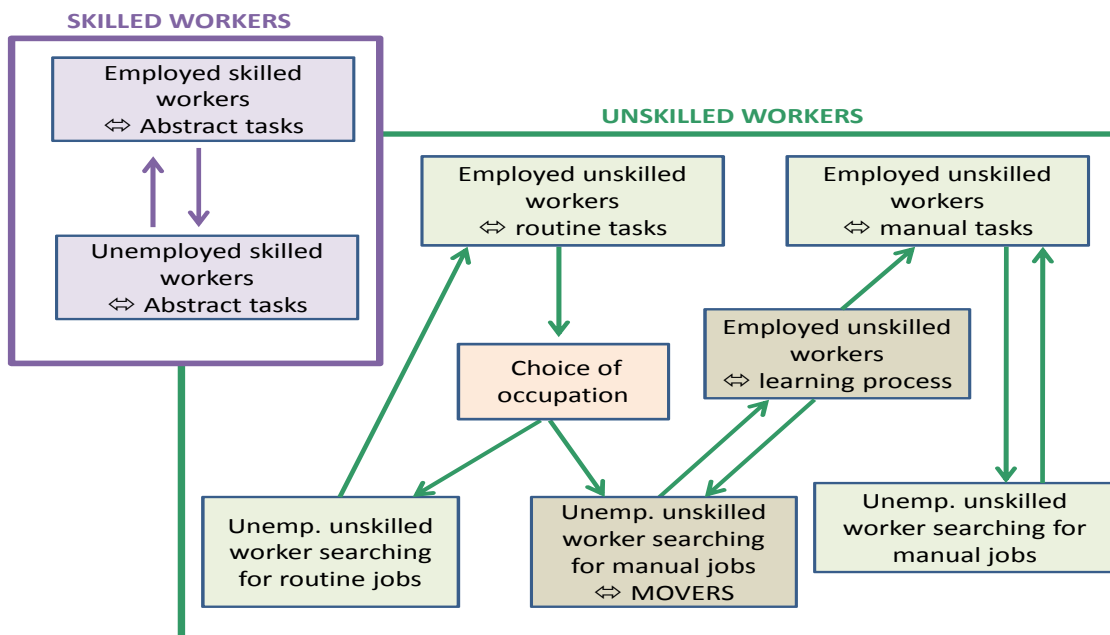 SKILLED WORKERS
Employed skilled
workers
⇔ Abstract tasks
Unemployed skilled
workers
⇔ Abstract tasks
UNSKILLED WORKERS
Employed unskilled
workers
⇔ routine tasks
Employed unskilled
workers
⇔ manual tasks
Choice of
occupation
Employed unskilled
workers
⇔ learning process
Unemp. unskilled
worker searching
for routine jobs
Unemp. unskilled
worker searching
for manual jobs
⇔ MOVERS
Unemp. unskilled
worker searching for
manual jobs